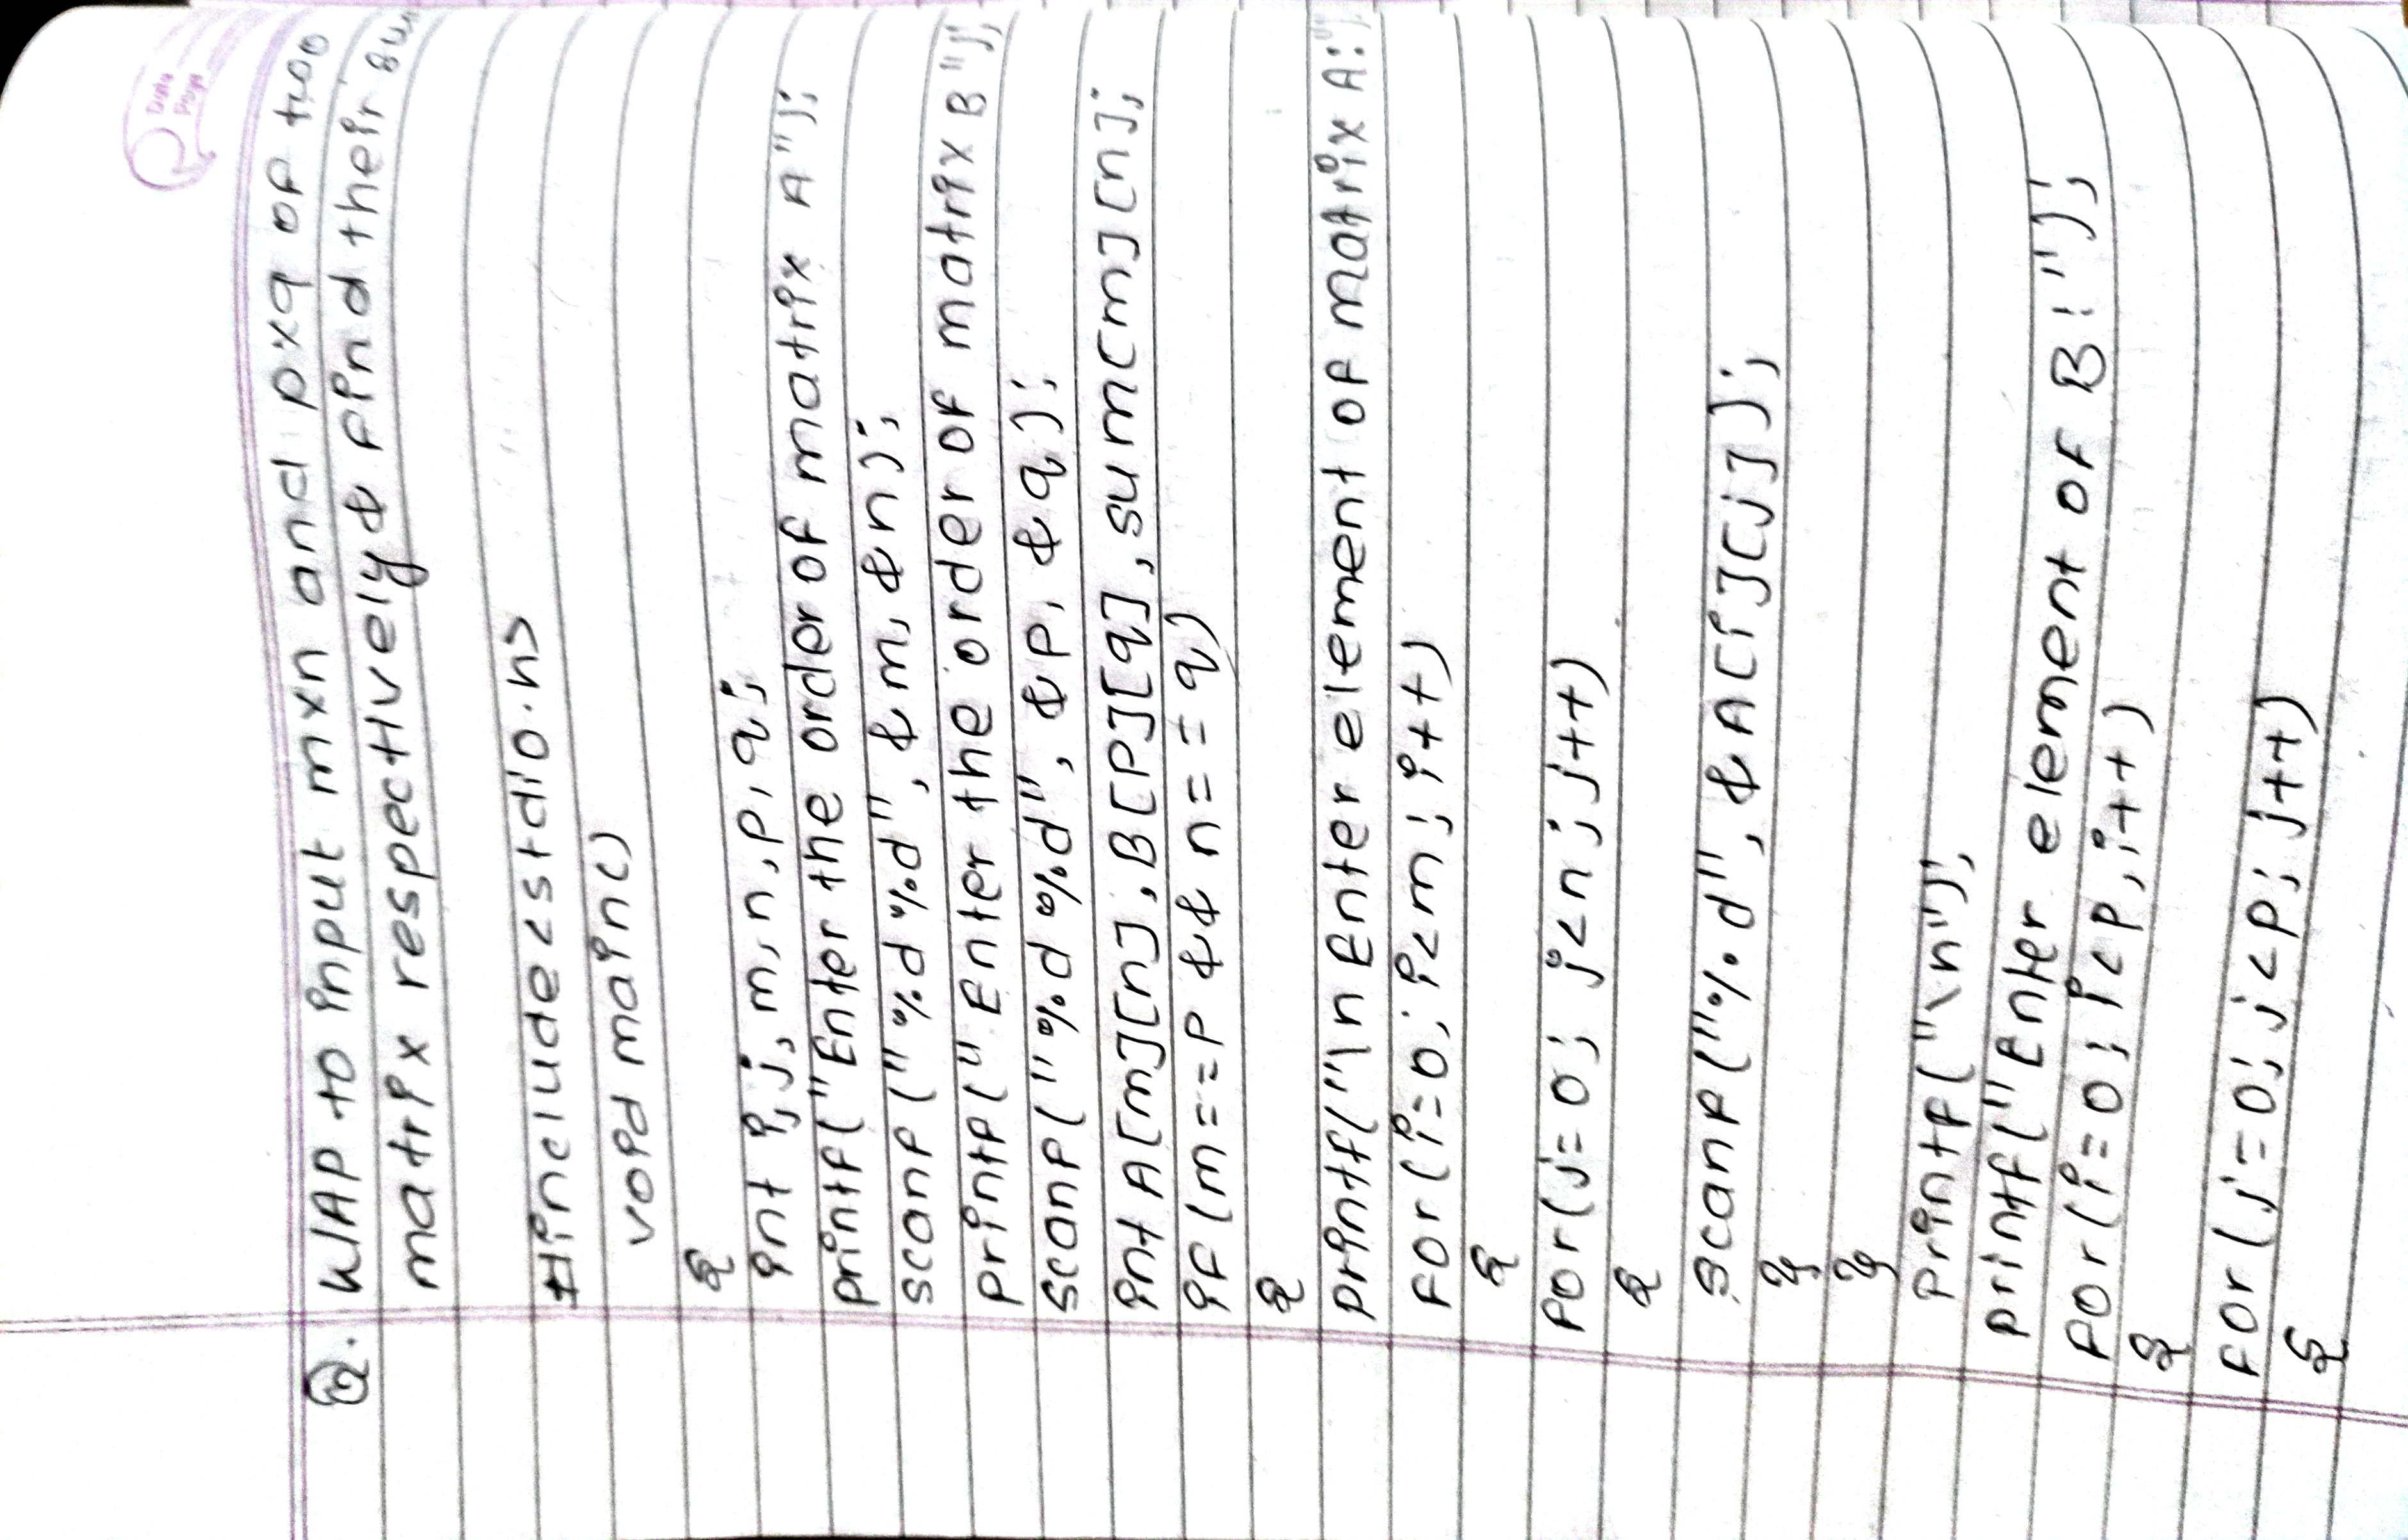 Date
Page
Q. WAP to input mxn and pxq of two
matrix respectively & find their sum
#include<stdio.h>
void main()
{
int i,j,m,n,p,q;
printf("Enter the order of matrix A");
scanf("%d %d", &m, &n);
printf("Enter the order of matrix B");
scanf("%d %d", &p, &q);
int A[m][n], B[p][q], sum[m][n];
if(m==p && n==q)
{
printf("\n Enter element of matrix A:");
for(i=0; i<m; i++)
{
for(j=0; j<n; j++)
{
scanf("%d", &A[i][j]);
}
}
printf("\n");
printf("Enter element of B:");
for(i=0; i<p, i++)
{
for(j=0; j<p; j++)
{